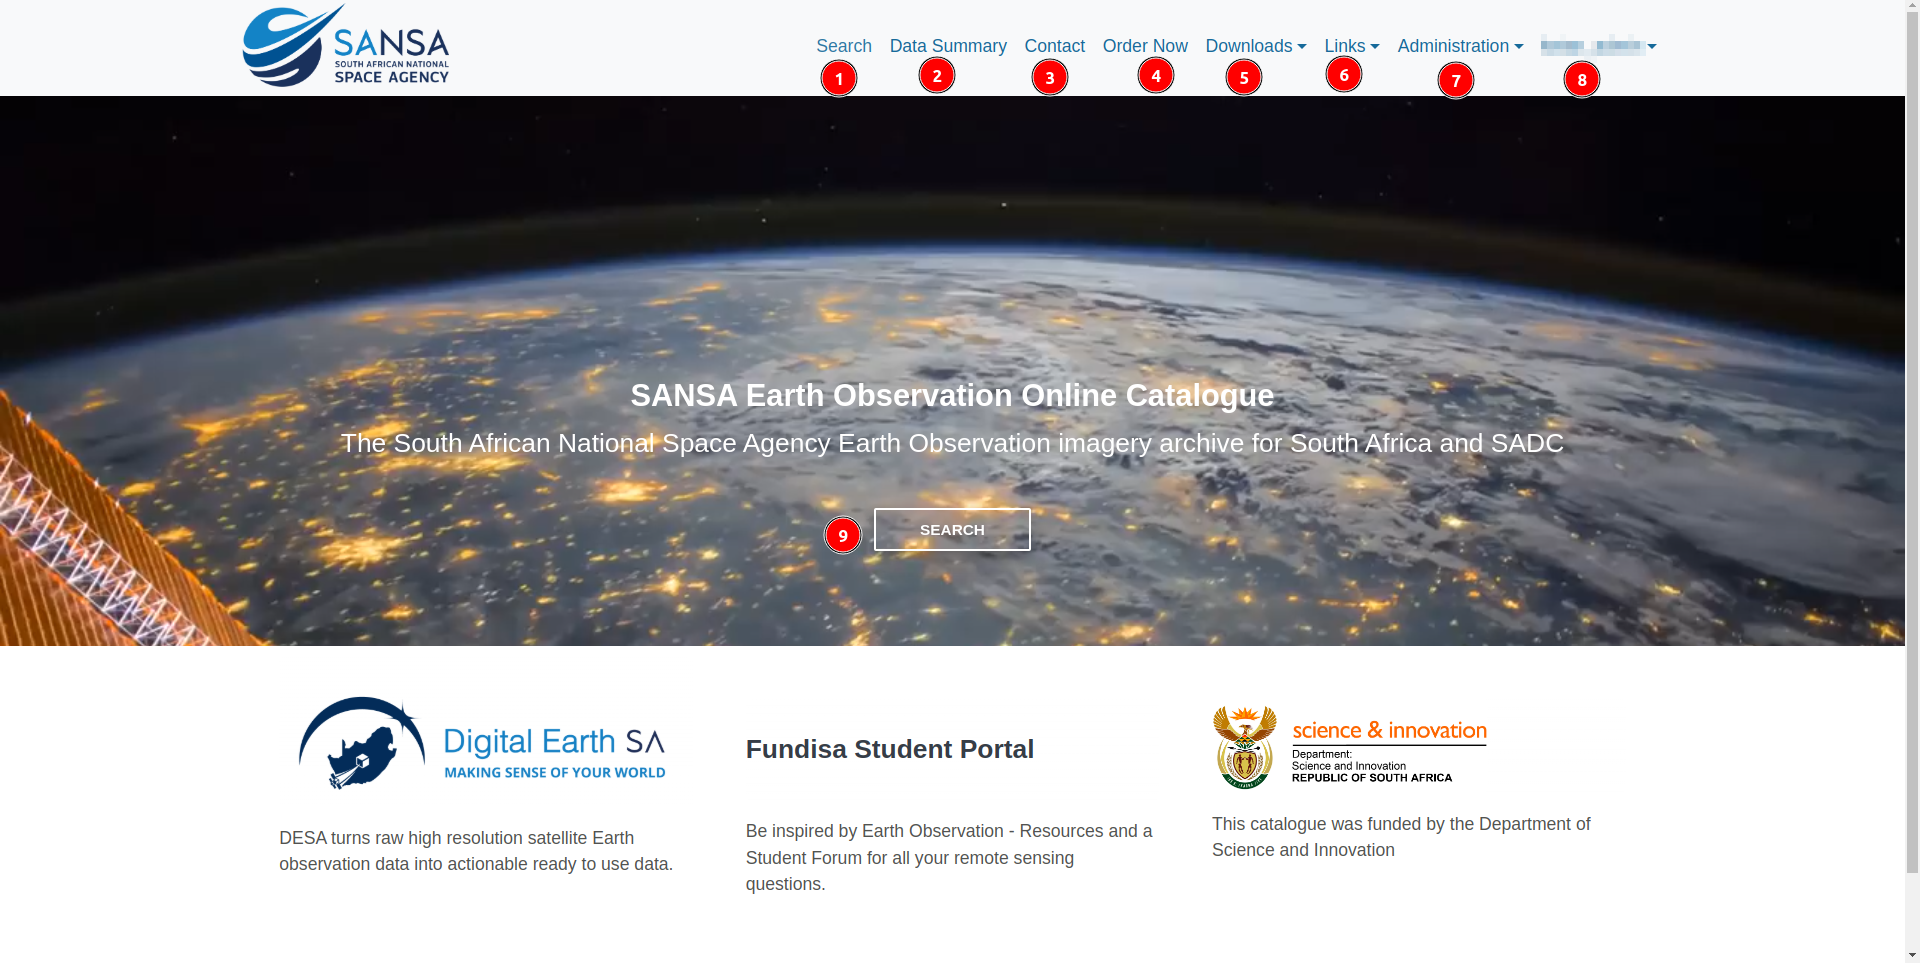 SANSA
SOUTH AFRICAN NATIONAL
SPACE AGENCY
Search Data Summary Contact Order Now Downloads Links Administration
1 2 3 4 5 6 7 8
SANSA Earth Observation Online Catalogue
The South African National Space Agency Earth Observation imagery archive for South Africa and SADC
9 SEARCH
Digital Earth SA
MAKING SENSE OF YOUR WORLD
DESA turns raw high resolution satellite Earth
observation data into actionable ready to use data.
Fundisa Student Portal
Be inspired by Earth Observation - Resources and a
Student Forum for all your remote sensing
questions.
science & innovation
Department:
Science and Innovation
REPUBLIC OF SOUTH AFRICA
This catalogue was funded by the Department of
Science and Innovation